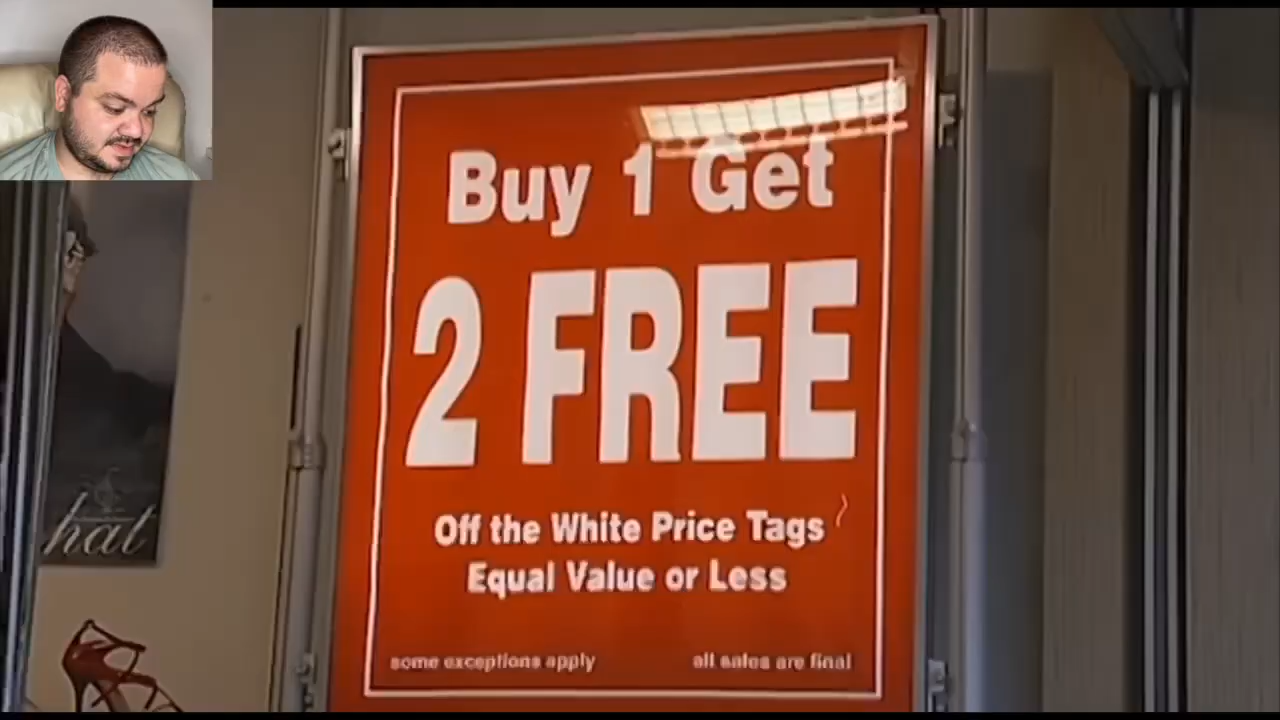 Buy 1 Get
2 FREE
Off the White Price Tags
Equal Value or Less
some exceptions apply
all sales are final
hat